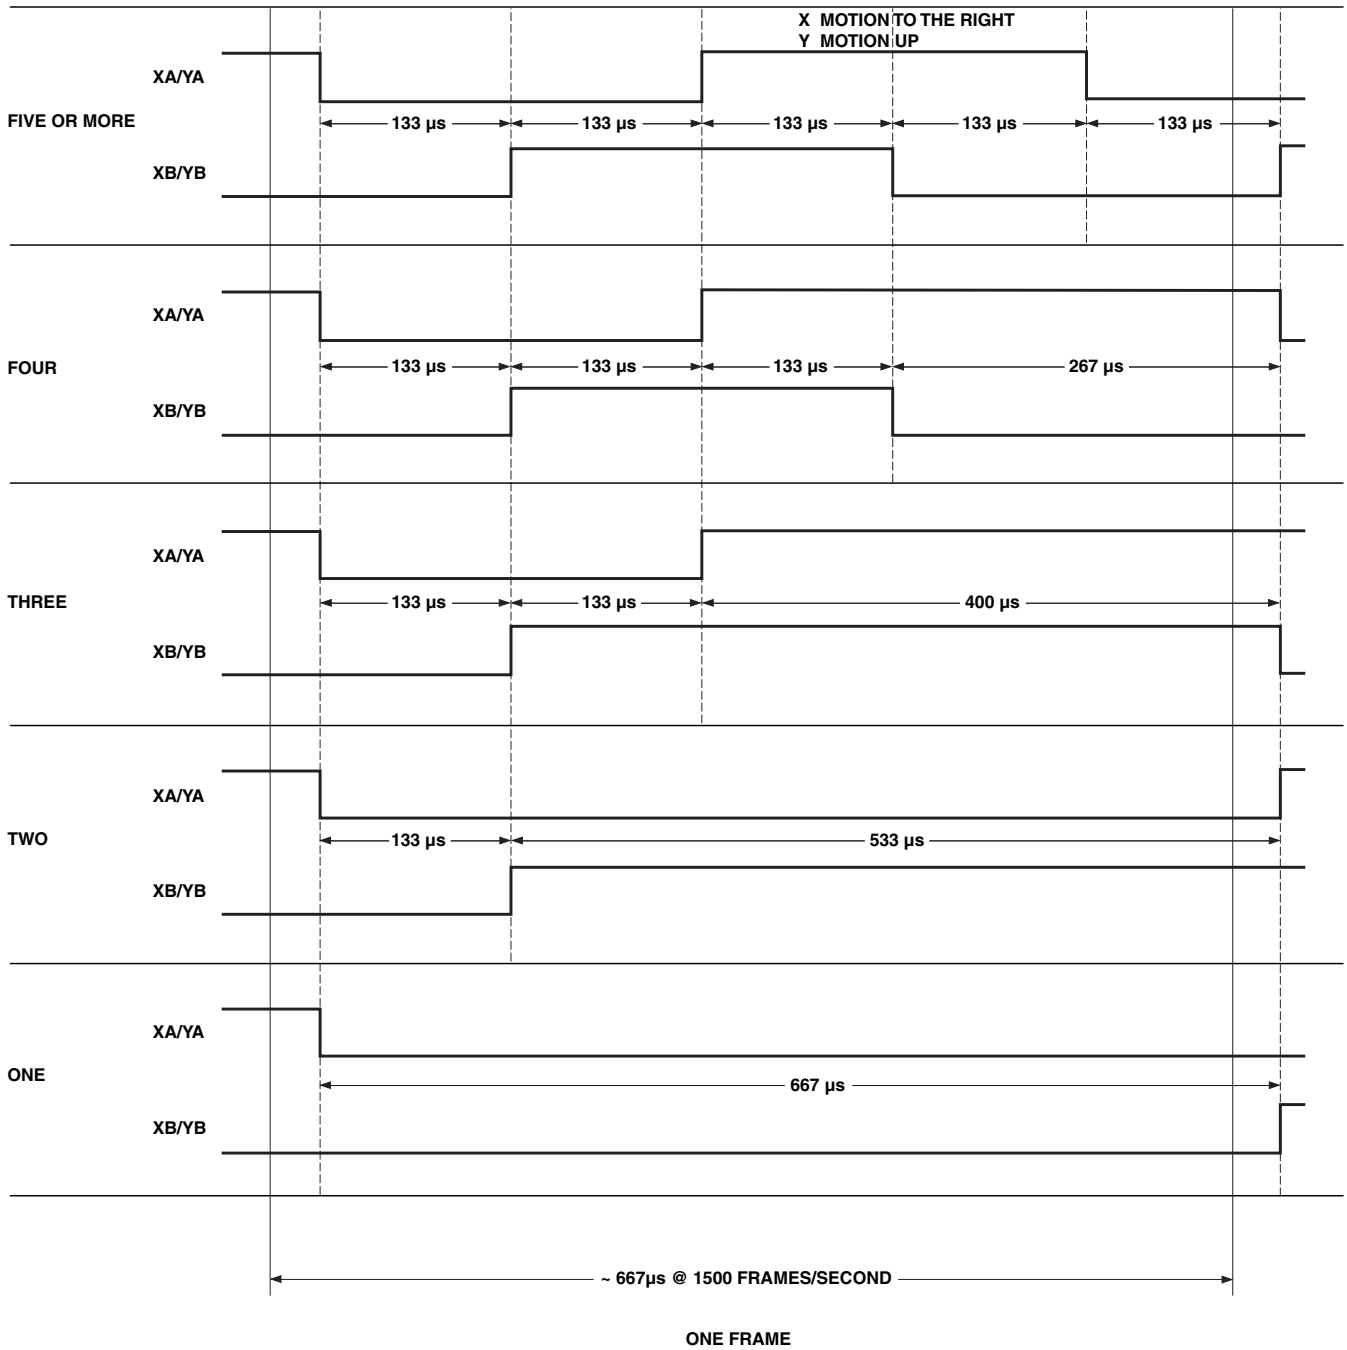 X MOTION TO THE RIGHT
Y MOTION UP
XA/YA
FIVE OR MORE
133 µs
133 µs
133 µs
133 µs
133 µs
XB/YB
XA/YA
FOUR
133 µs
133 µs
133 µs
267 µs
XB/YB
XA/YA
THREE
133 µs
133 µs
400 µs
XB/YB
XA/YA
TWO
133 µs
533 µs
XB/YB
XA/YA
ONE
667 µs
XB/YB
~ 667µs @ 1500 FRAMES/SECOND
ONE FRAME